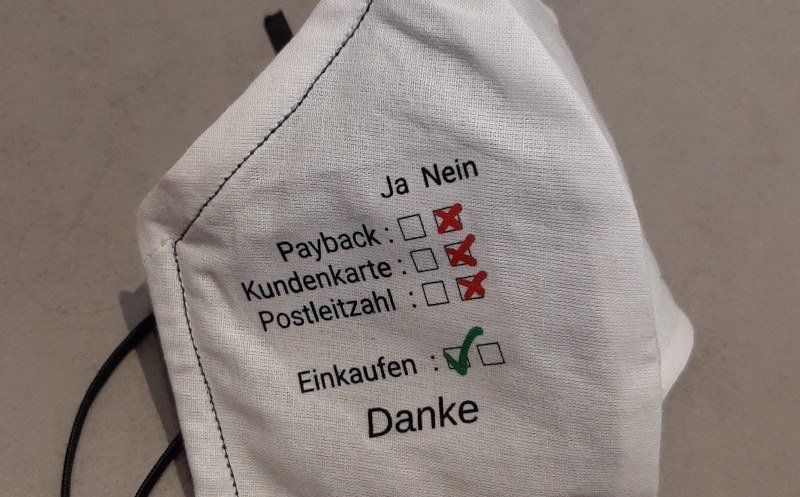 Ja Nein
Payback : ☐ ☒
Kundenkarte : ☐ ☒
Postleitzahl : ☐ ☒
Einkaufen : ☑ ☐
Danke